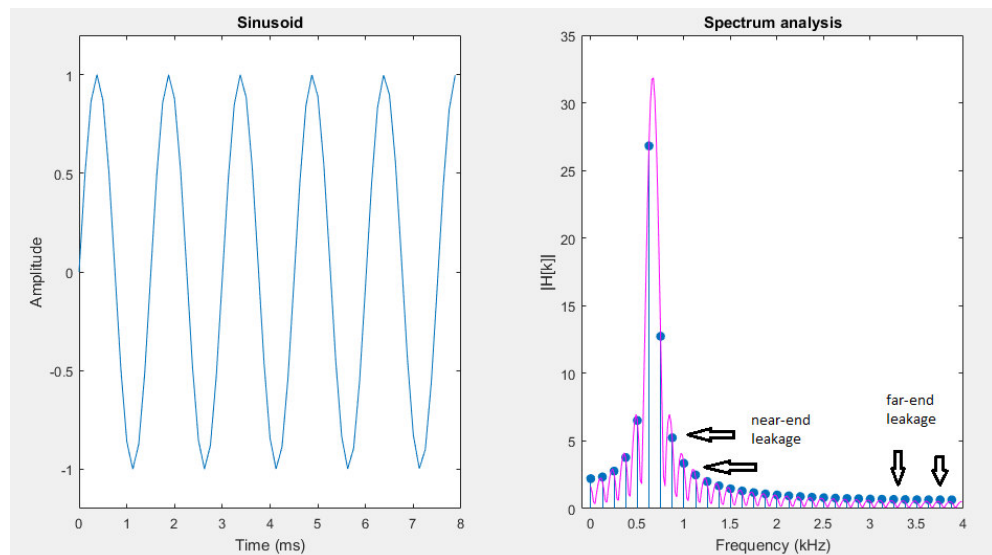 Sinusoid
1
0.5
0
-0.5
-1
Amplitude
0 1 2 3 4 5 6 7 8
Time (ms)
Spectrum analysis
35
30
25
20
15
10
5
0
|H[k]|
near-end
leakage
far-end
leakage
0 0.5 1 1.5 2 2.5 3 3.5 4
Frequency (kHz)